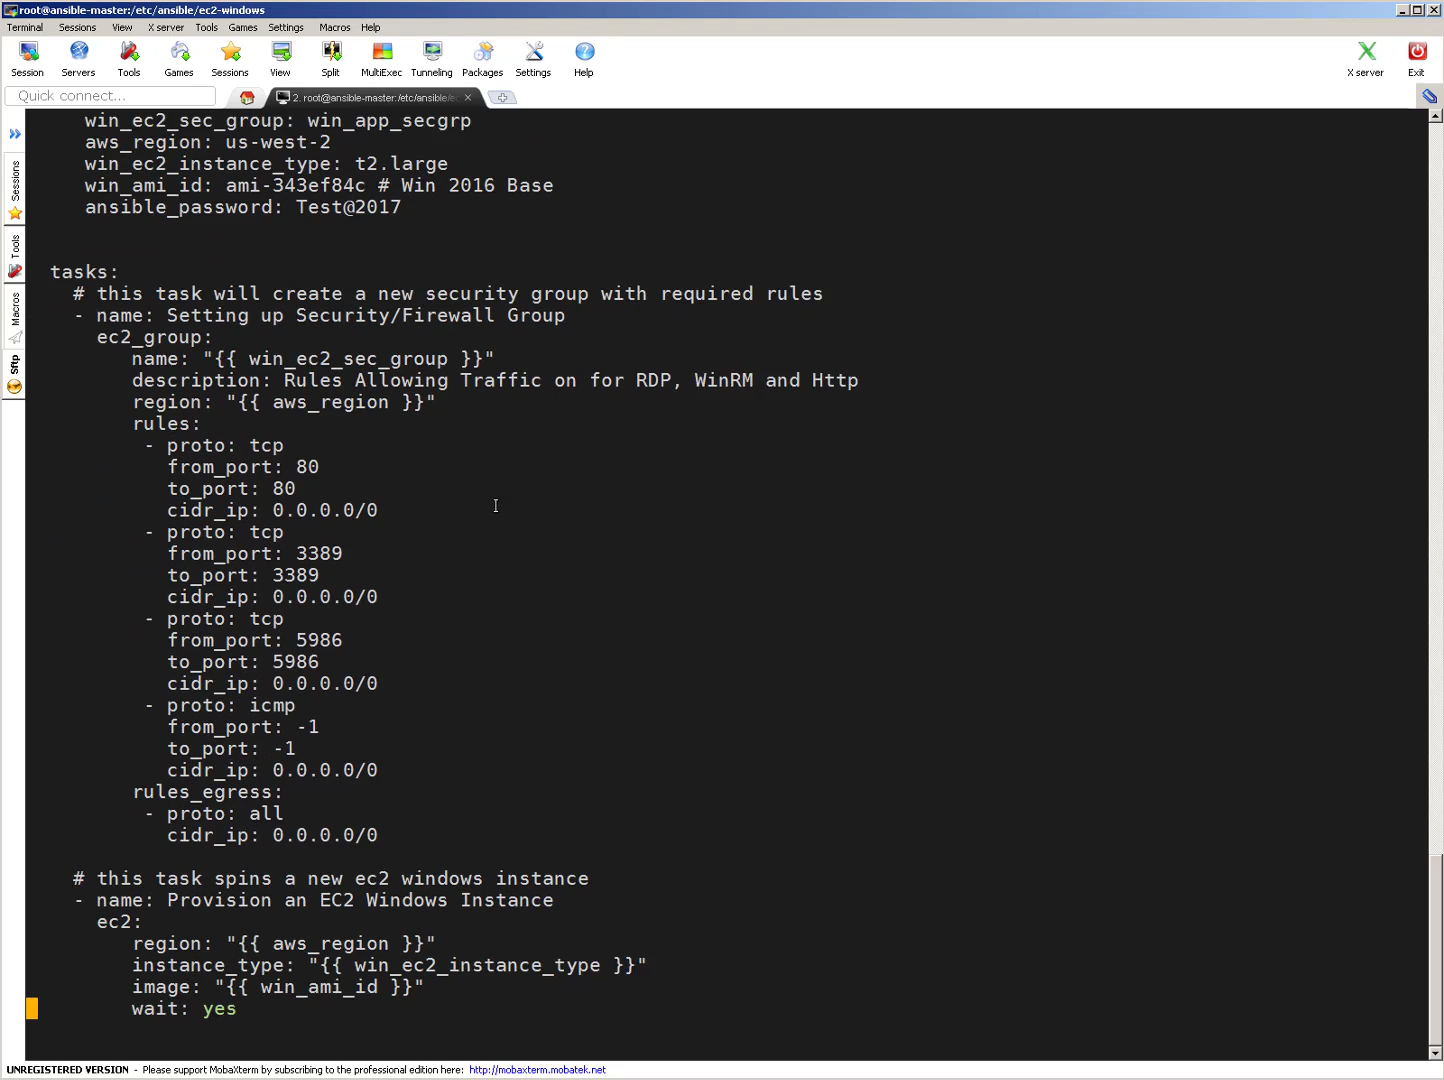 root@ansible-master:/etc/ansible/ec2-windows
Terminal Sessions View X server Tools Games Settings Macros Help
Session Servers Tools Games Sessions View Split MultiExec Tunneling Packages Settings Help X server Exit
Quick connect...
2. root@ansible-master:/etc/ansible/e
Sessions
Tools
Macros
Sftp
win_ec2_sec_group: win_app_secgrp
aws_region: us-west-2
win_ec2_instance_type: t2.large
win_ami_id: ami-343ef84c # Win 2016 Base
ansible_password: Test@2017
tasks:
# this task will create a new security group with required rules
- name: Setting up Security/Firewall Group
ec2_group:
name: "{{ win_ec2_sec_group }}"
description: Rules Allowing Traffic on for RDP, WinRM and Http
region: "{{ aws_region }}"
rules:
- proto: tcp
from_port: 80
to_port: 80
cidr_ip: 0.0.0.0/0
- proto: tcp
from_port: 3389
to_port: 3389
cidr_ip: 0.0.0.0/0
- proto: tcp
from_port: 5986
to_port: 5986
cidr_ip: 0.0.0.0/0
- proto: icmp
from_port: -1
to_port: -1
cidr_ip: 0.0.0.0/0
rules_egress:
- proto: all
cidr_ip: 0.0.0.0/0
# this task spins a new ec2 windows instance
- name: Provision an EC2 Windows Instance
ec2:
region: "{{ aws_region }}"
instance_type: "{{ win_ec2_instance_type }}"
image: "{{ win_ami_id }}"
wait: yes
UNREGISTERED VERSION - Please support MobaXterm by subscribing to the professional edition here: http://mobaxterm.mobatek.net